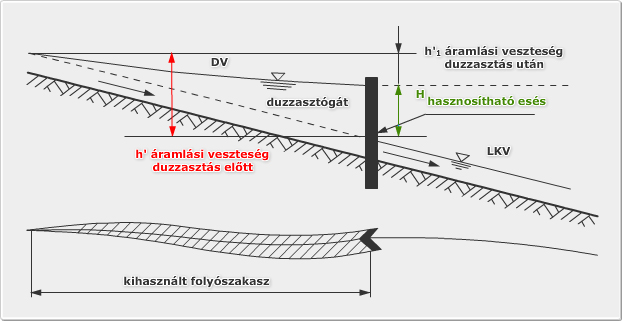 h'₁ áramlási veszteség
duzzasztás után
DV
duzzasztógát
H
hasznosítható esés
h' áramlási veszteség
duzzasztás előtt
LKV
kihasznált folyószakasz